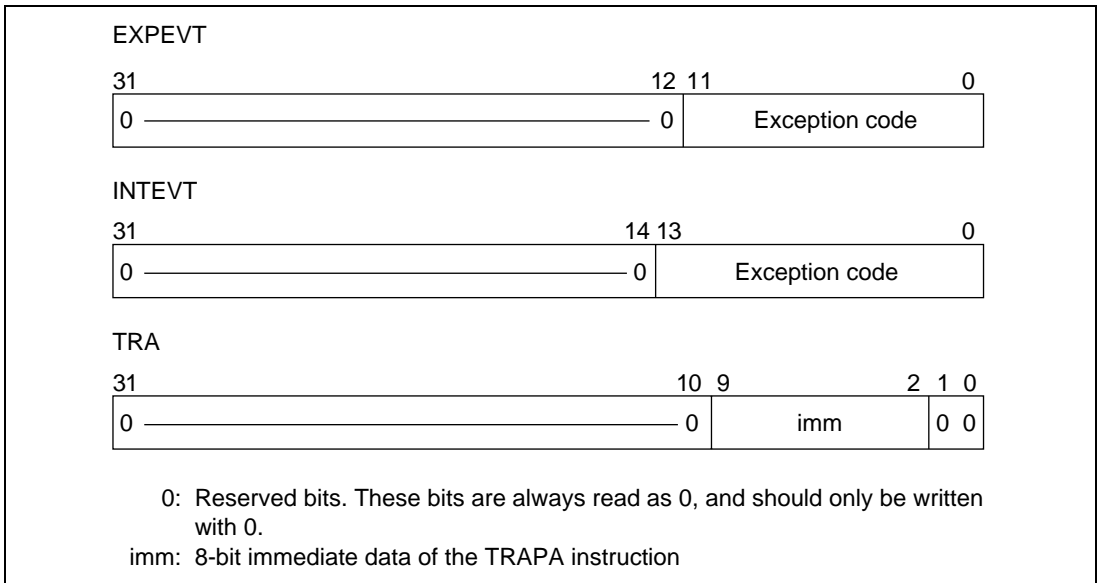 EXPEVT
31 12 11 0
0 0 Exception code
INTEVT
31 14 13 0
0 0 Exception code
TRA
31 10 9 2 1 0
0 0 imm 0 0
0: Reserved bits. These bits are always read as 0, and should only be written
with 0.
imm: 8-bit immediate data of the TRAPA instruction